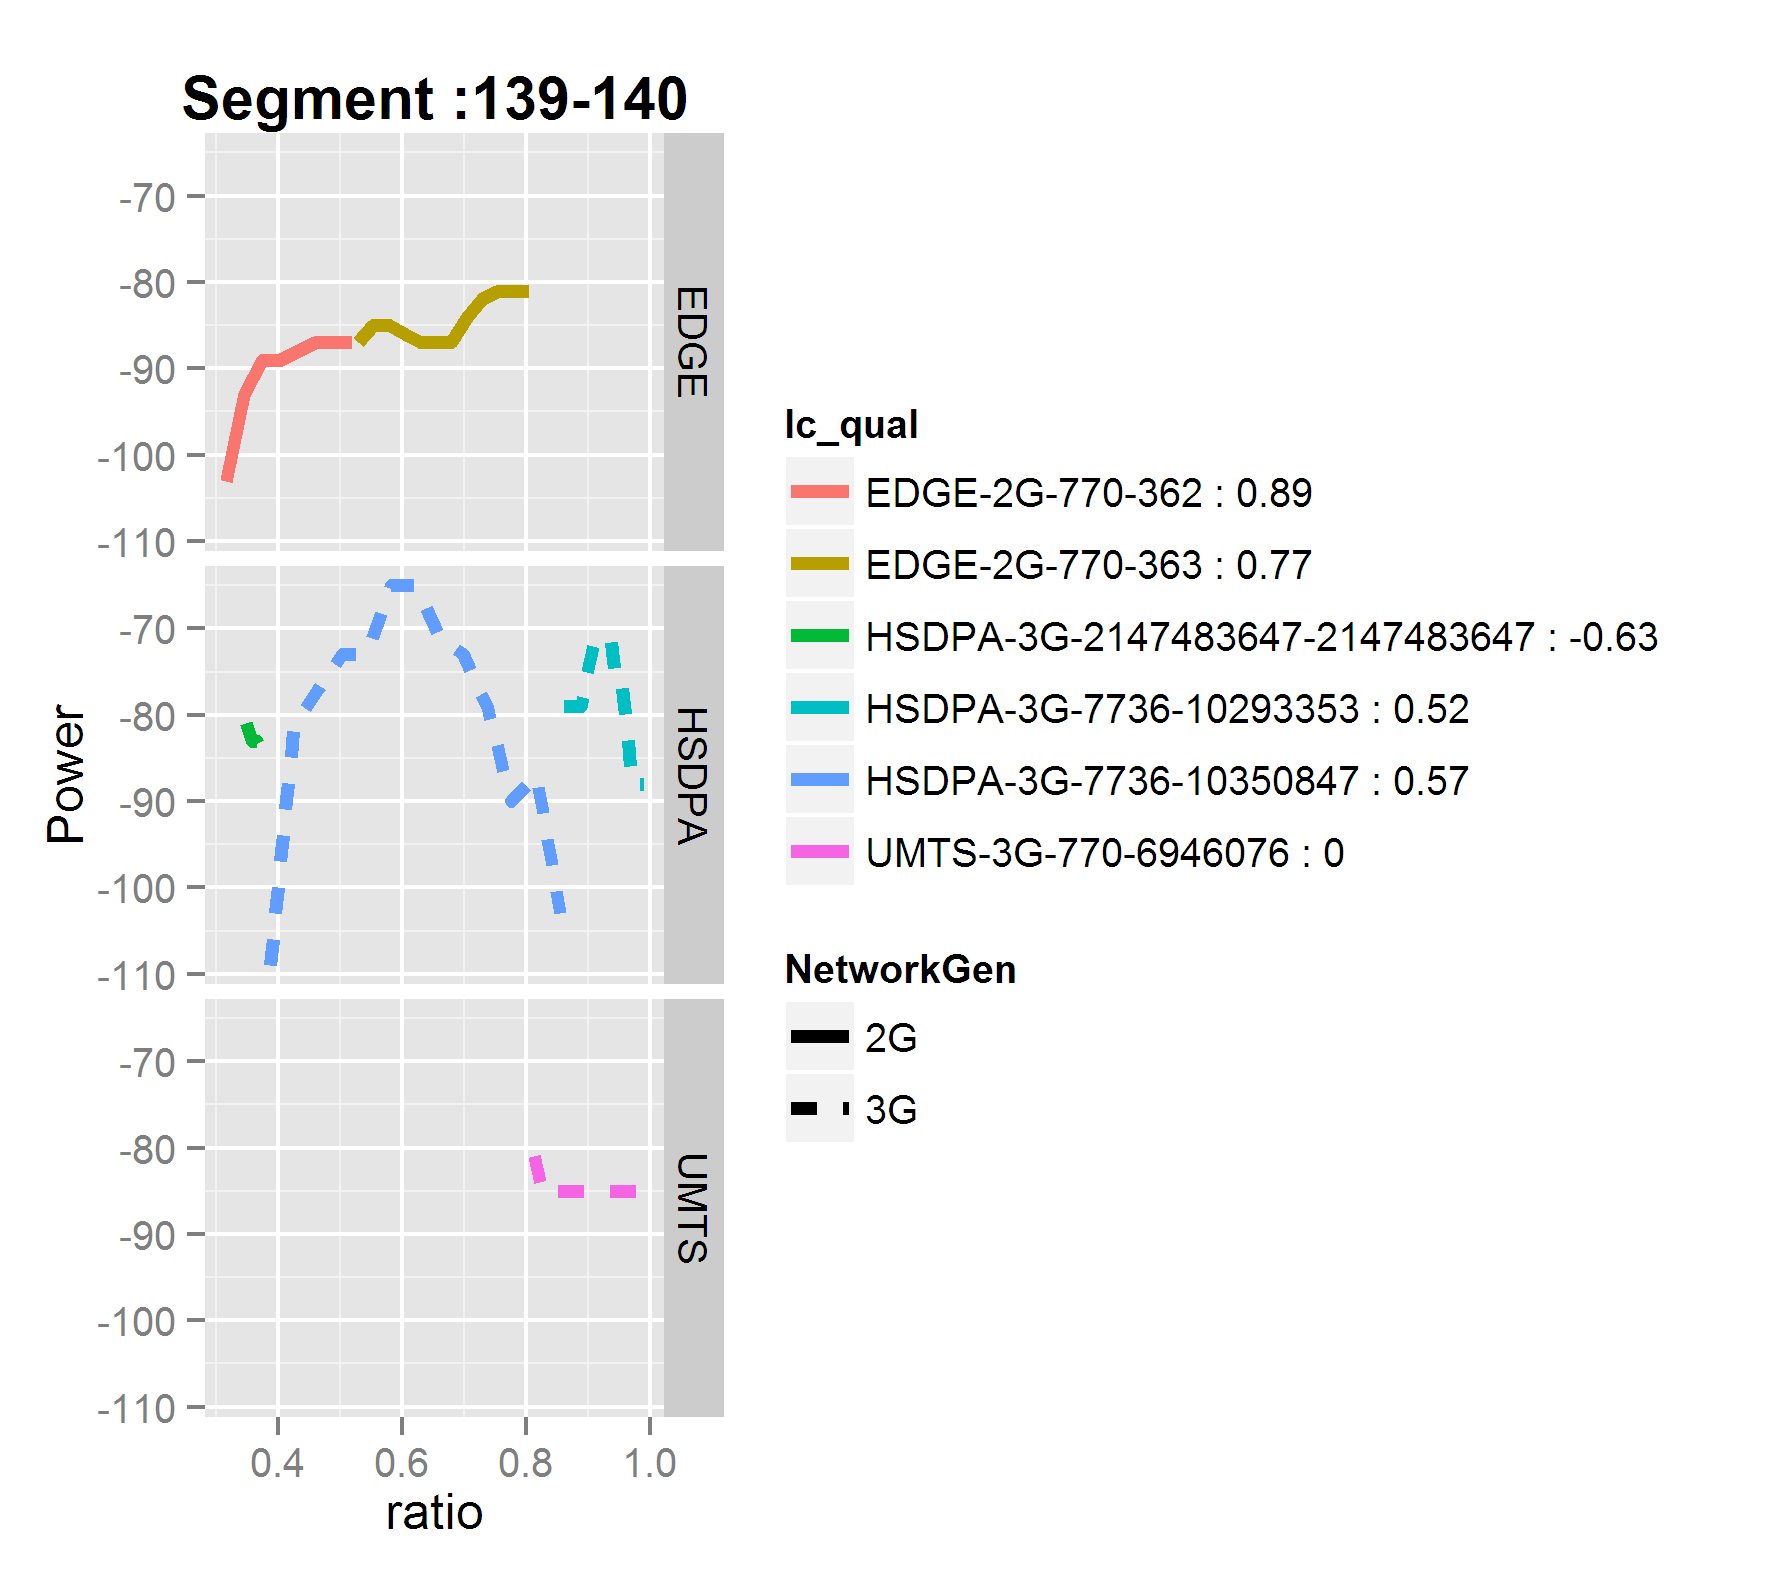 Segment :139-140
Power
-70
-80
-90
-100
-110
EDGE
-70
-80
-90
-100
-110
HSDPA
-70
-80
-90
-100
-110
UMTS
0.4 0.6 0.8 1.0
ratio
lc_qual
EDGE-2G-770-362 : 0.89
EDGE-2G-770-363 : 0.77
HSDPA-3G-2147483647-2147483647 : -0.63
HSDPA-3G-7736-10293353 : 0.52
HSDPA-3G-7736-10350847 : 0.57
UMTS-3G-770-6946076 : 0
NetworkGen
2G
3G